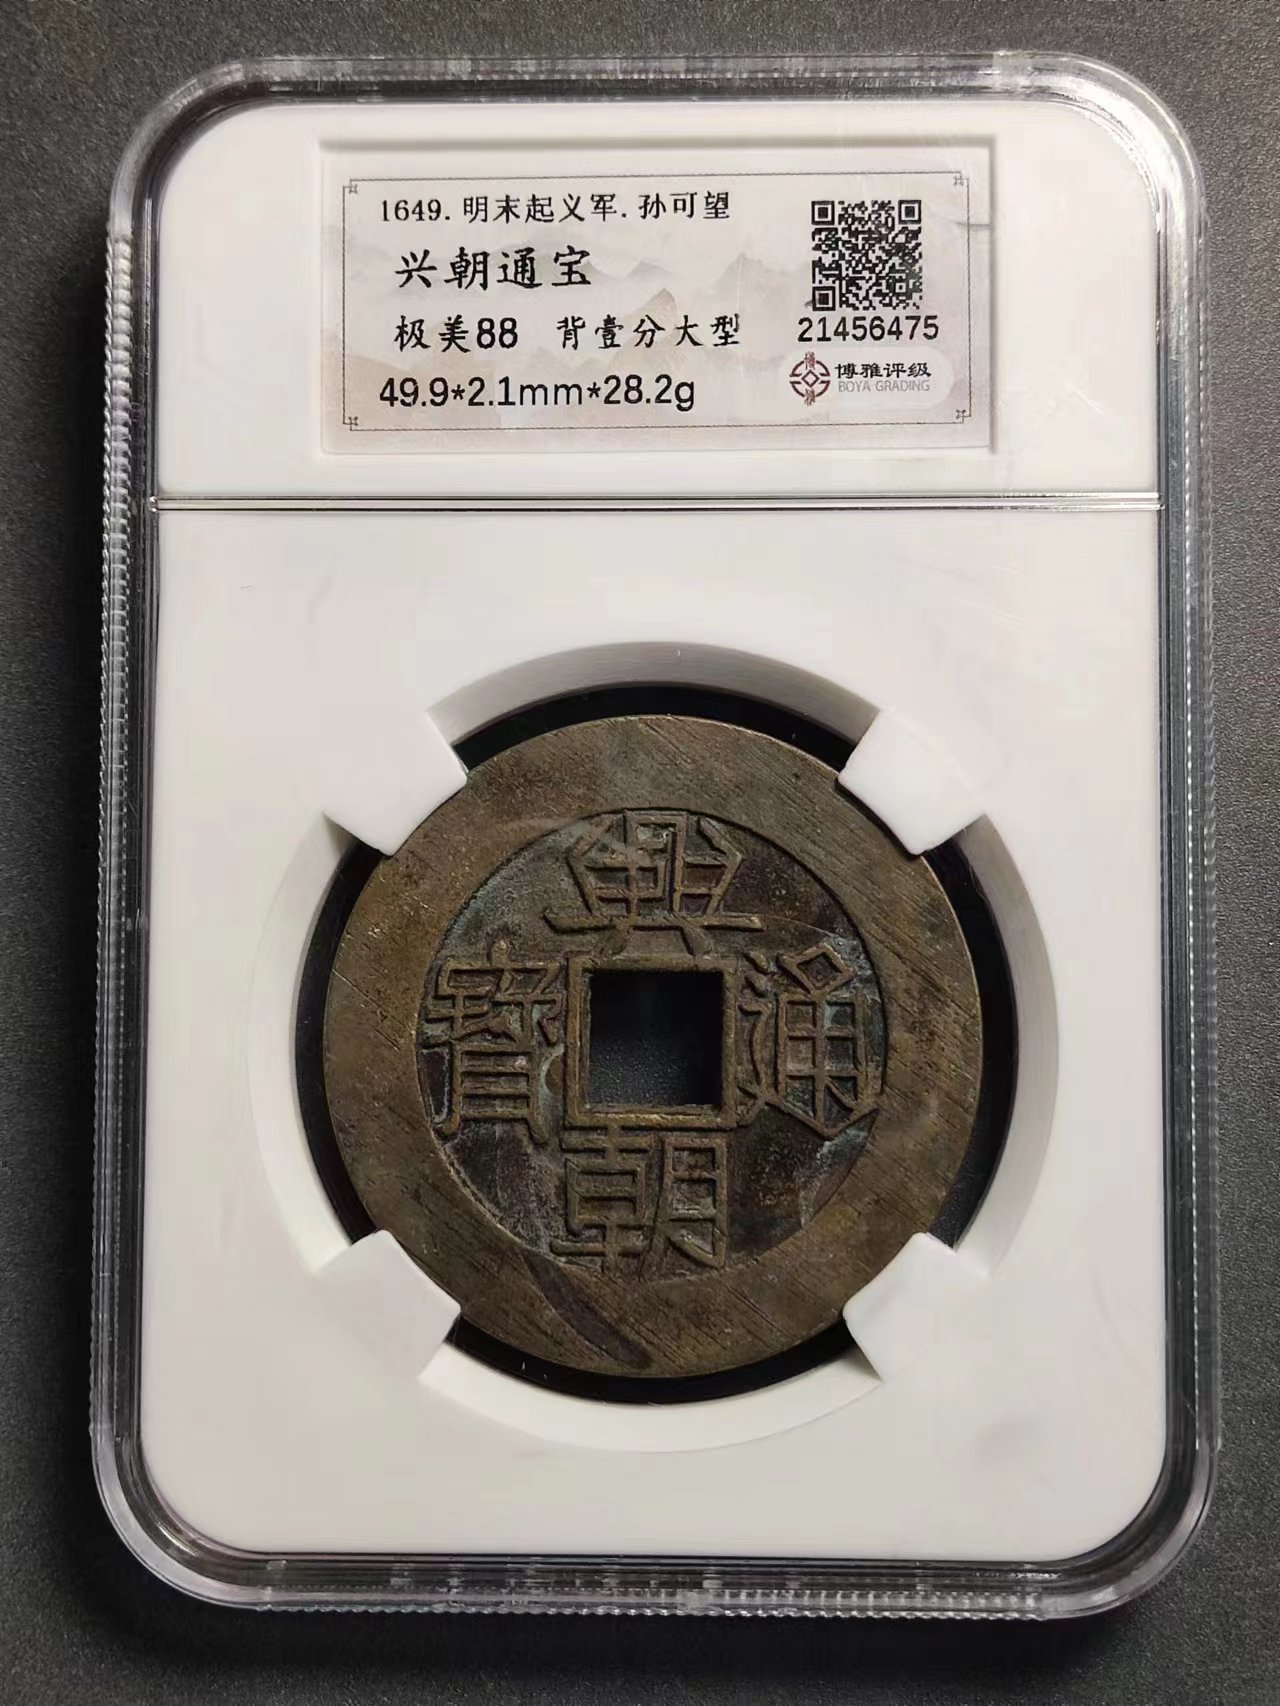 1649.明末起义军.孙可望
兴朝通宝
极美88 背壹分大型
49.9*2.1mm*28.2g
21456475
博雅评级
BOYA GRADING
興
寶 通
朝